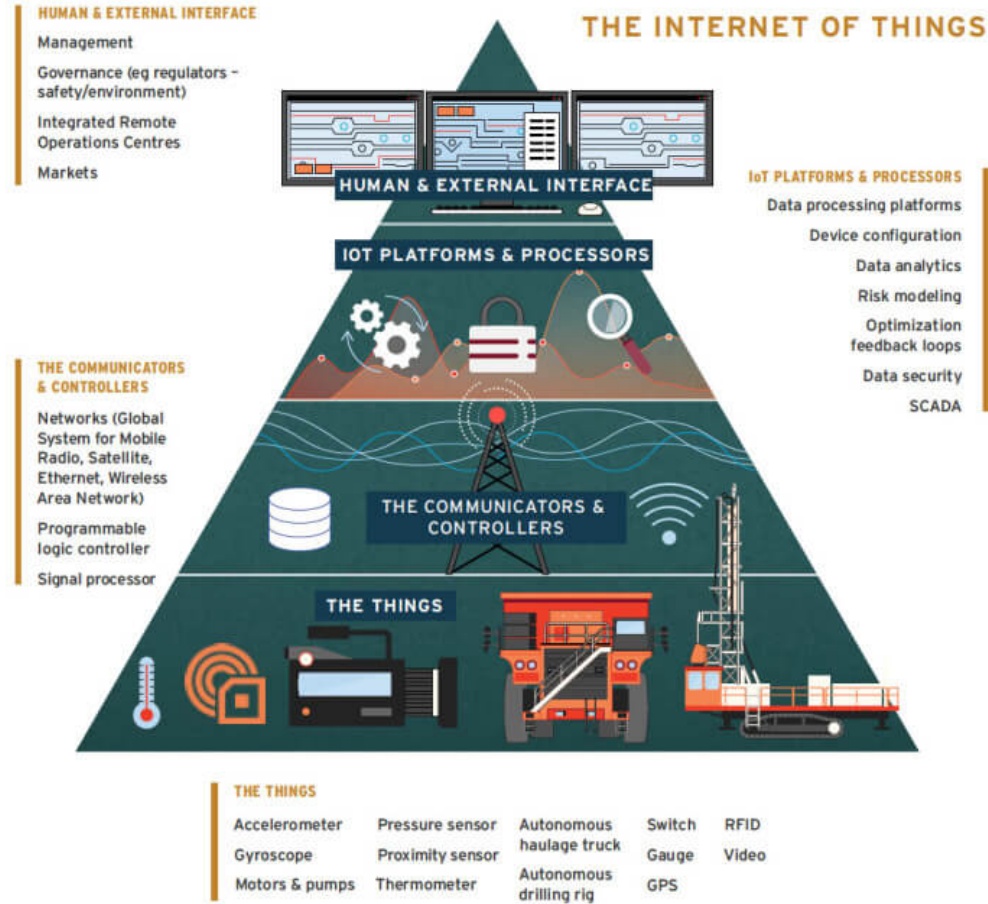 HUMAN & EXTERNAL INTERFACE
Management
Governance (eg regulators –
safety/environment)
Integrated Remote
Operations Centres
Markets
THE INTERNET OF THINGS
HUMAN & EXTERNAL INTERFACE
IOT PLATFORMS & PROCESSORS
IoT PLATFORMS & PROCESSORS
Data processing platforms
Device configuration
Data analytics
Risk modeling
Optimization
feedback loops
Data security
SCADA
THE COMMUNICATORS
& CONTROLLERS
Networks (Global
System for Mobile
Radio, Satellite,
Ethernet, Wireless
Area Network)
Programmable
logic controller
Signal processor
THE COMMUNICATORS &
CONTROLLERS
THE THINGS
THE THINGS
Accelerometer
Gyroscope
Motors & pumps
Pressure sensor
Proximity sensor
Thermometer
Autonomous
haulage truck
Autonomous
drilling rig
Switch
Gauge
GPS
RFID
Video